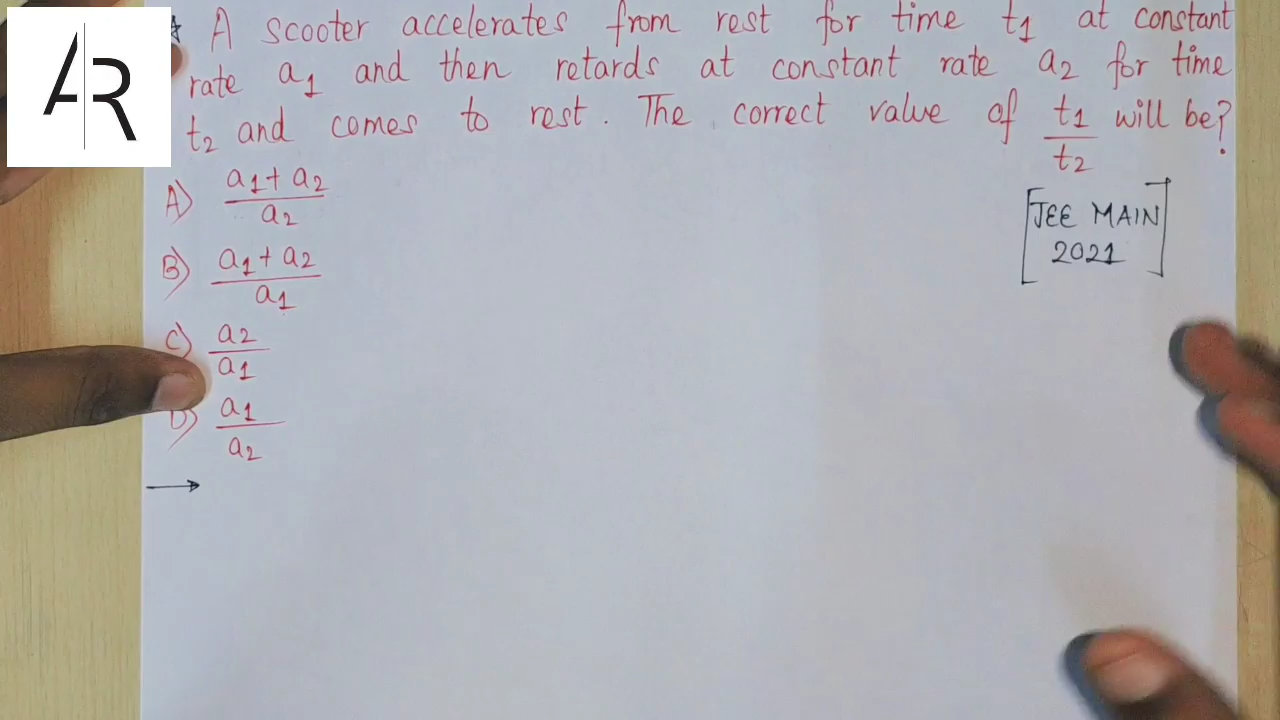 AR
A scooter accelerates from rest for time t₁ at constant
rate a₁ and then retards at constant rate a₂ for time
t₂ and comes to rest. The correct value of t₁/t₂ will be?
A) a₁ + a₂ / a₂
B) a₁ + a₂ / a₁
C) a₂ / a₁
D) a₁ / a₂
[JEE MAIN
2021]
→